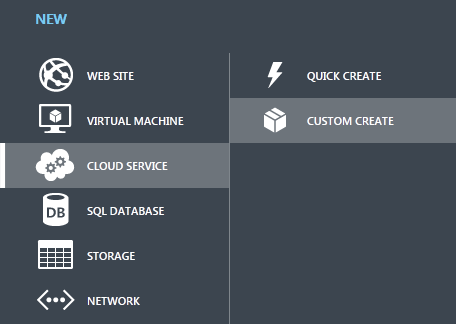 NEW
WEB SITE
VIRTUAL MACHINE
CLOUD SERVICE
DB
SQL DATABASE
STORAGE
NETWORK
QUICK CREATE
CUSTOM CREATE